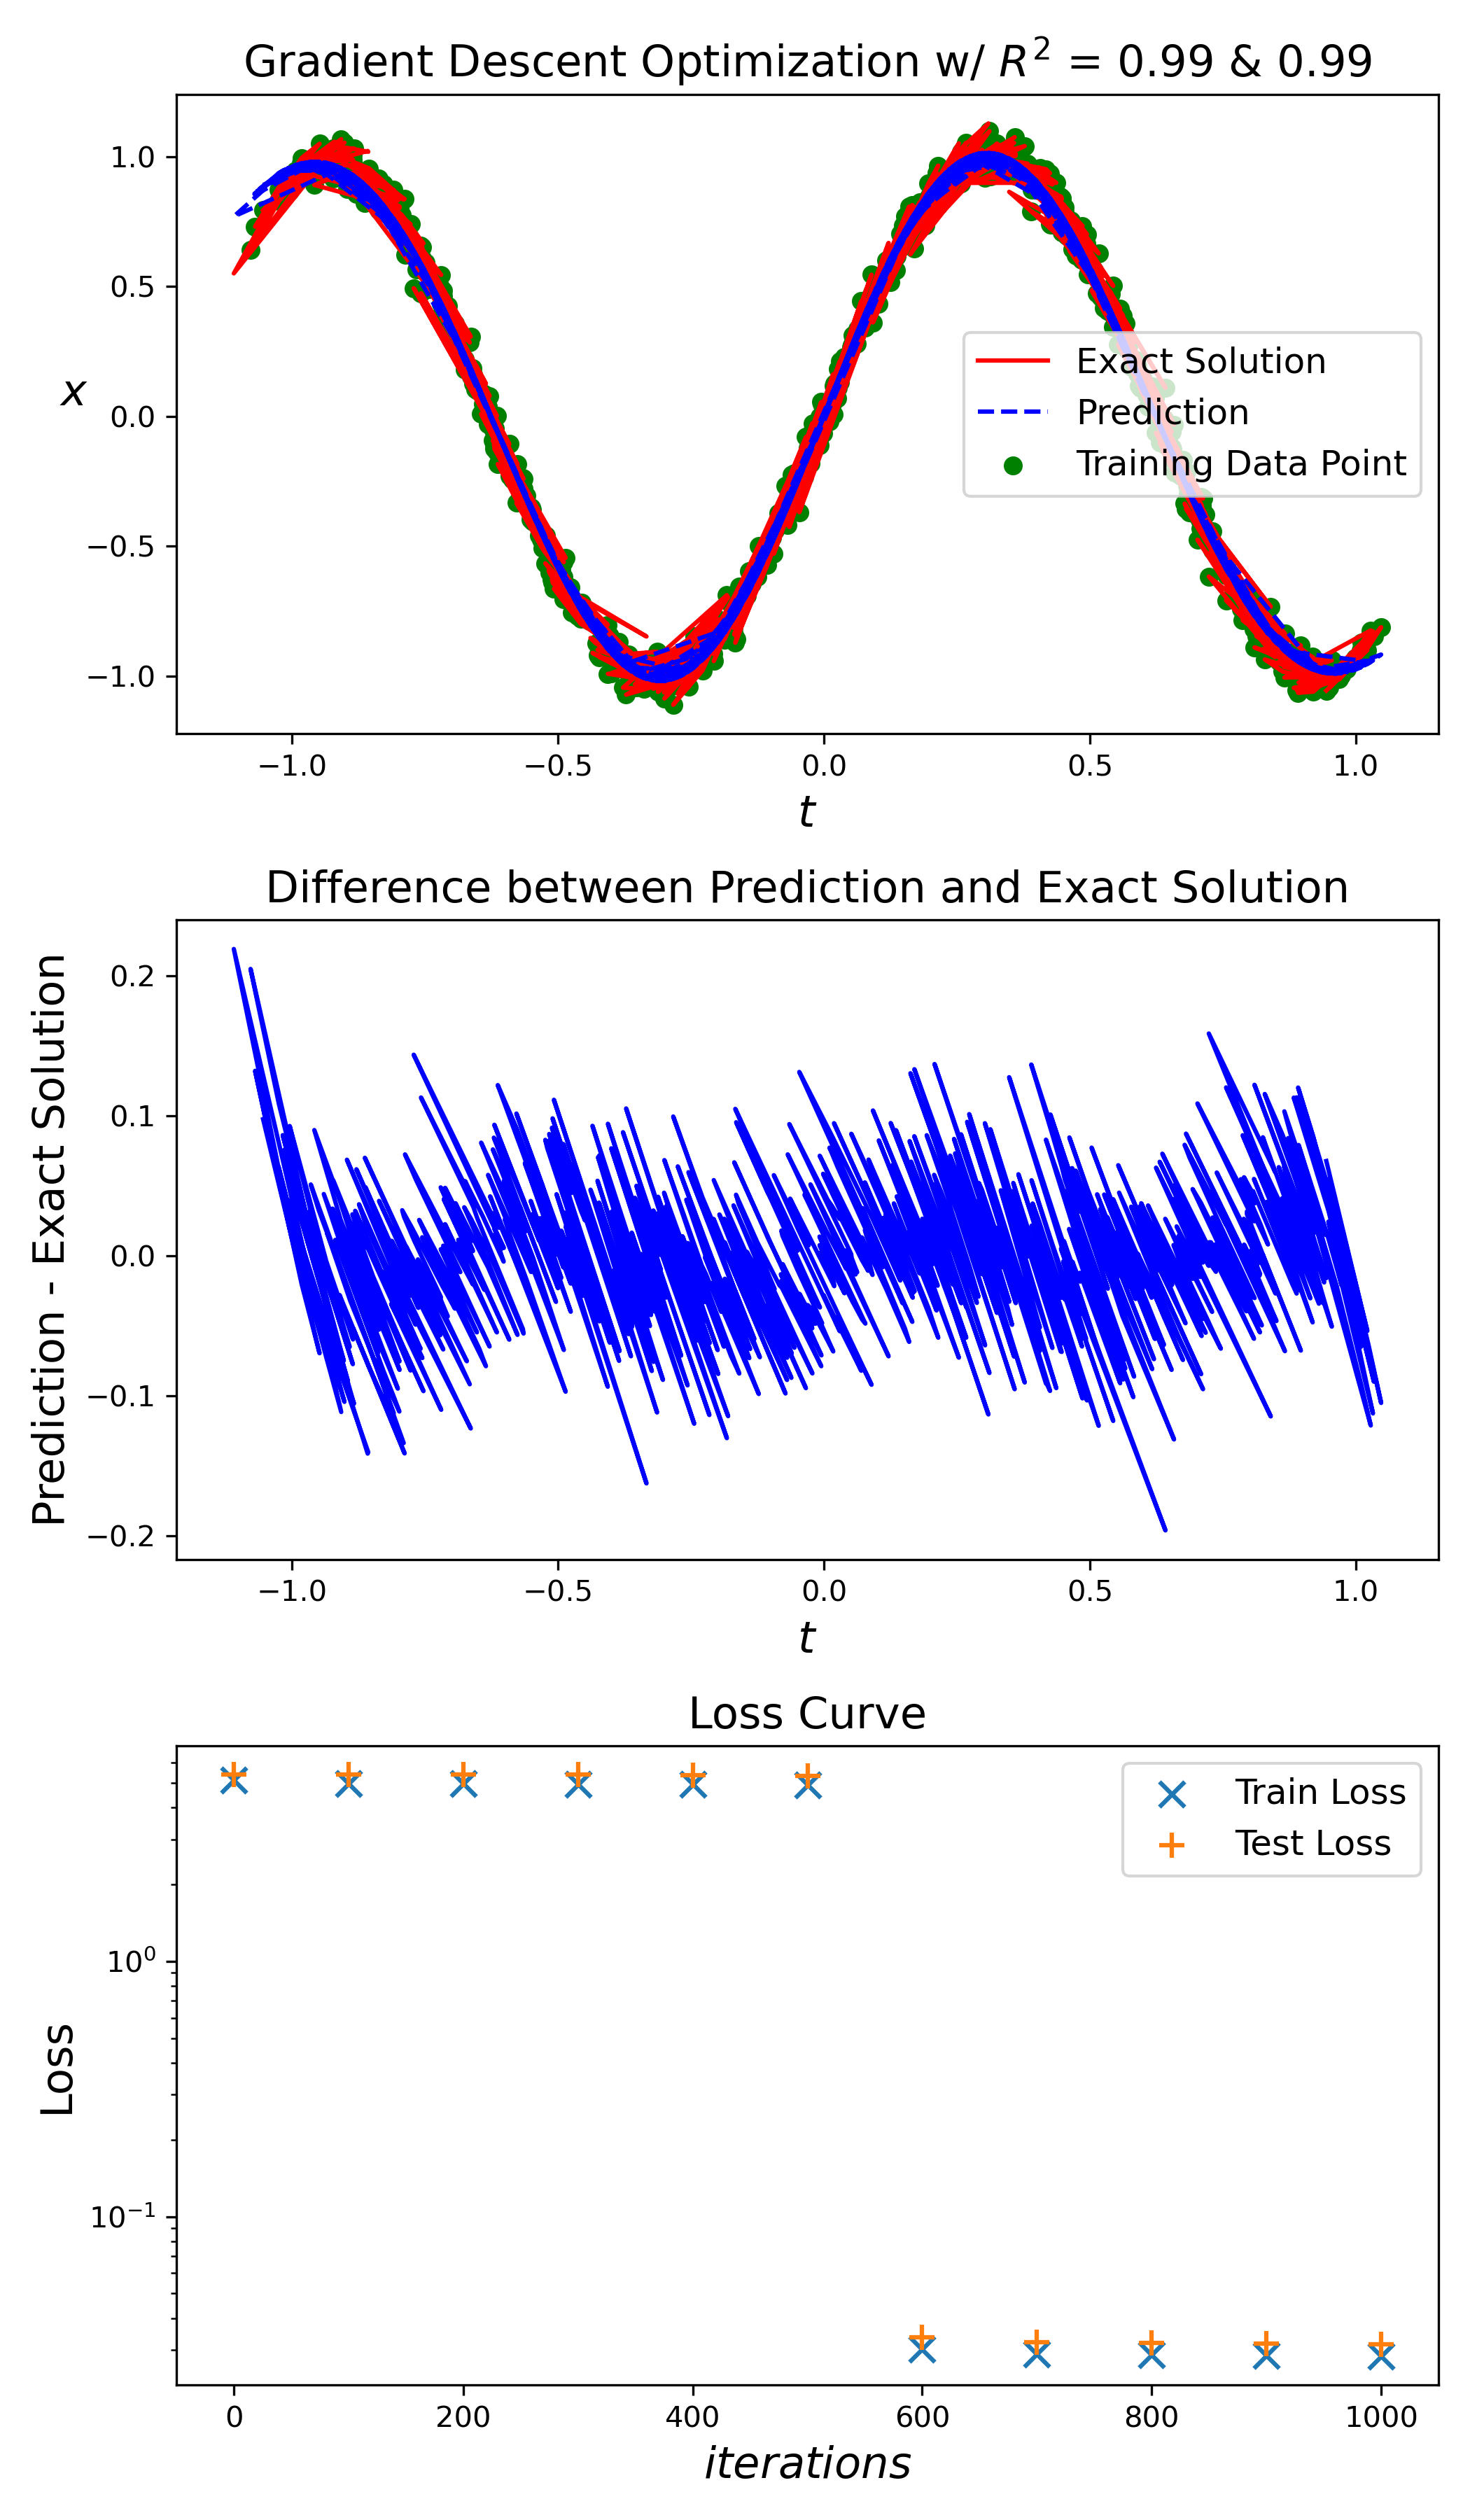 Gradient Descent Optimization w/ R² = 0.99 & 0.99
1.0
0.5
0.0
−0.5
−1.0
x
Exact Solution
Prediction
Training Data Point
−1.0 −0.5 0.0 0.5 1.0
t
Difference between Prediction and Exact Solution
0.2
0.1
0.0
−0.1
−0.2
Prediction - Exact Solution
−1.0 −0.5 0.0 0.5 1.0
t
Loss Curve
Train Loss
Test Loss
10⁰
10⁻¹
Loss
0 200 400 600 800 1000
iterations